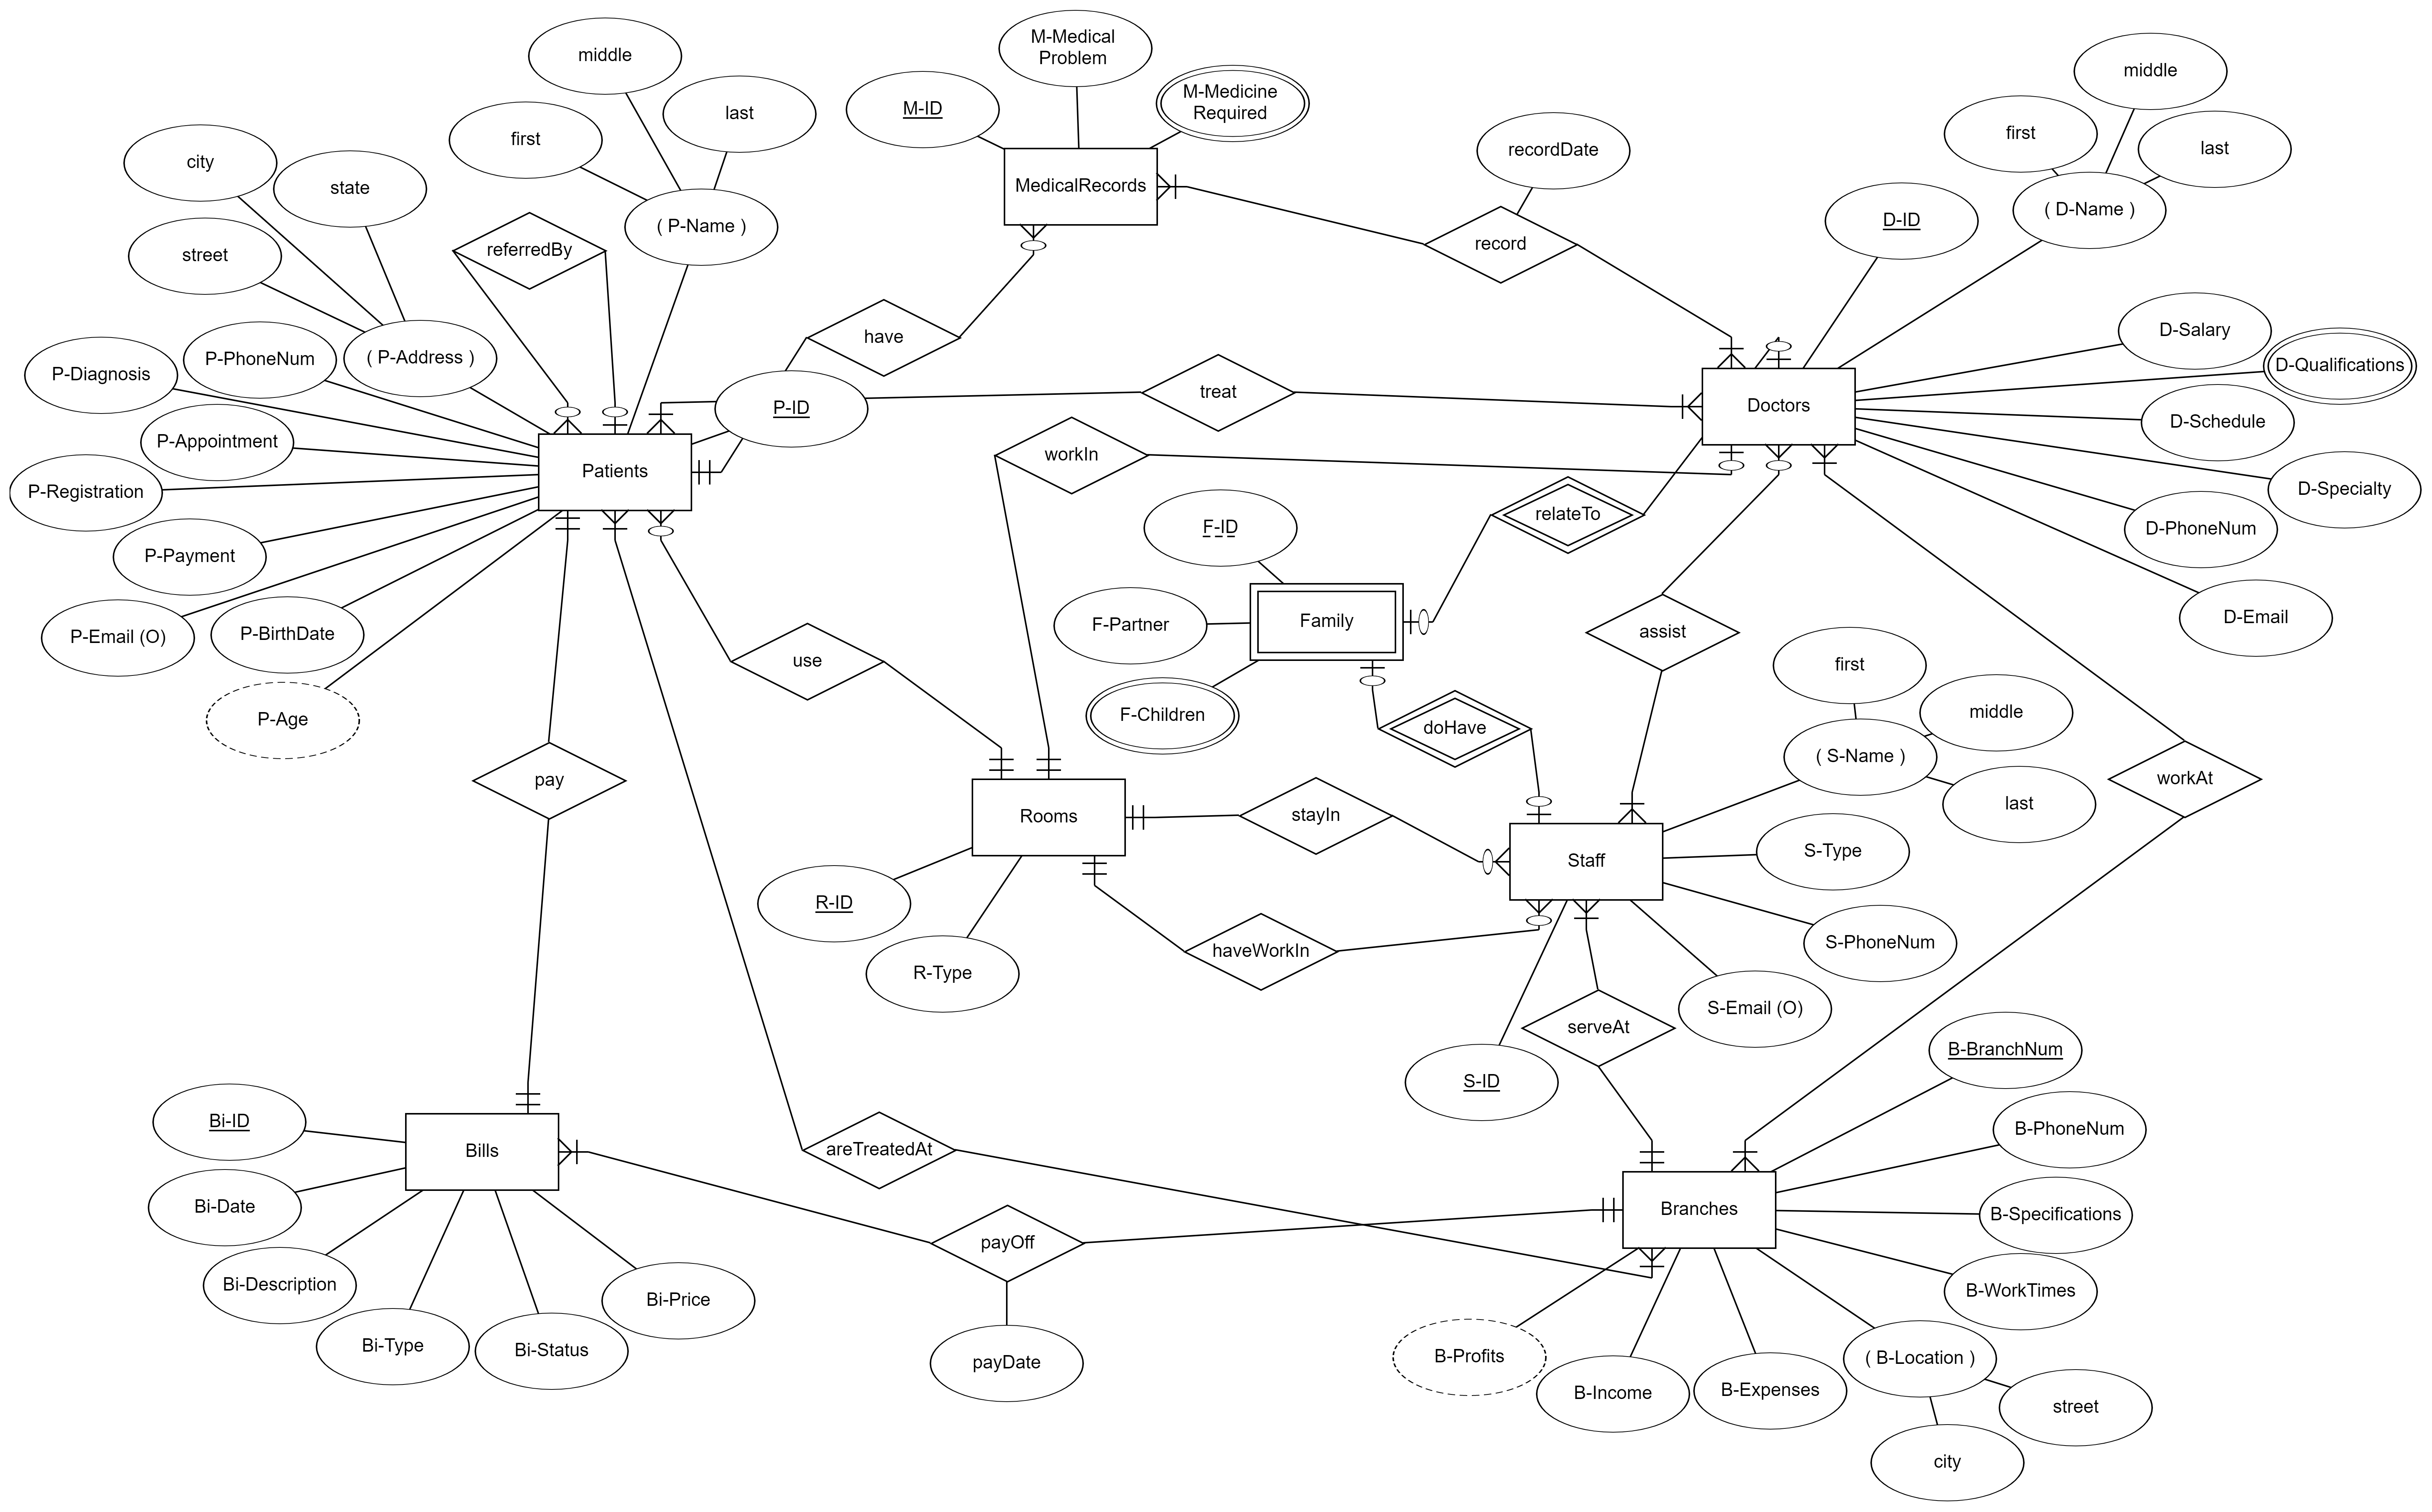 middle
M-Medical
Problem
middle
M-ID
M-Medicine
Required
last
first
recordDate
first
last
city
state
MedicalRecords
( P-Name )
( D-Name )
D-ID
street
referredBy
record
P-PhoneNum
( P-Address )
have
D-Salary
D-Qualifications
P-Diagnosis
P-ID
treat
Doctors
D-Schedule
P-Appointment
workIn
Patients
P-Registration
D-Specialty
relateTo
F-ID
D-PhoneNum
P-Payment
F-Partner
Family
assist
D-Email
P-Email (O)
P-BirthDate
use
first
P-Age
F-Children
doHave
middle
( S-Name )
pay
workAt
last
Rooms
stayIn
S-Type
Staff
R-ID
S-PhoneNum
haveWorkIn
R-Type
S-Email (O)
serveAt
B-BranchNum
S-ID
Bi-ID
B-PhoneNum
Bills
areTreatedAt
Bi-Date
Branches
B-Specifications
payOff
Bi-Description
B-WorkTimes
Bi-Price
Bi-Type
Bi-Status
payDate
B-Profits
B-Income
B-Expenses
( B-Location )
street
city